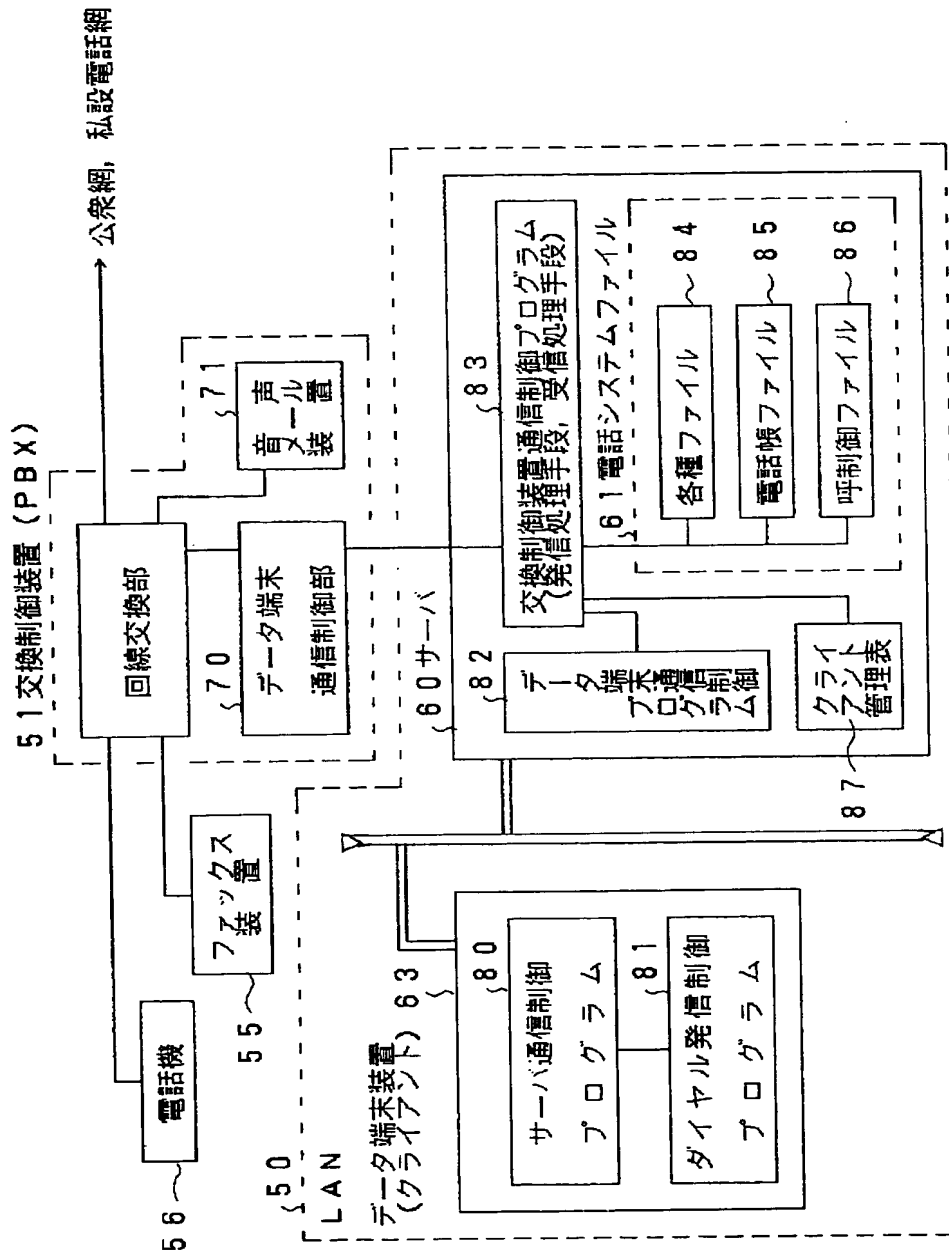 51交換制御装置(PBX)
公衆網,私設電話網
回線交換部
71
音声
メール
装置
70
データ端末
通信制御部
電話機
56
ファックス
装置
55
50
LAN
データ端末装置
(クライアント)
63
80
サーバ通信制御
プログラム
81
ダイヤル発信制御
プログラム
60サーバ
83
交換制御装置通信制御プログラム
(発信処理手段,受信処理手段)
82
データ端末通信制御
プログラム
61電話システムファイル
各種ファイル
84
電話帳ファイル
85
呼制御ファイル
86
クライ
アント
管理表
87